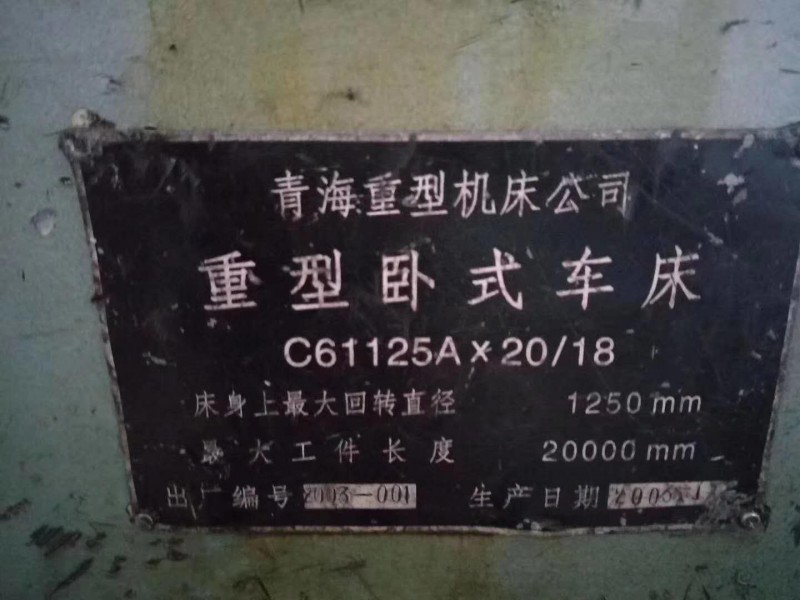 青海重型机床公司
重型卧式车床
C61125A×20/18
床身上最大回转直径 1250mm
最大工件长度 20000mm
出厂编号 2003-001 生产日期